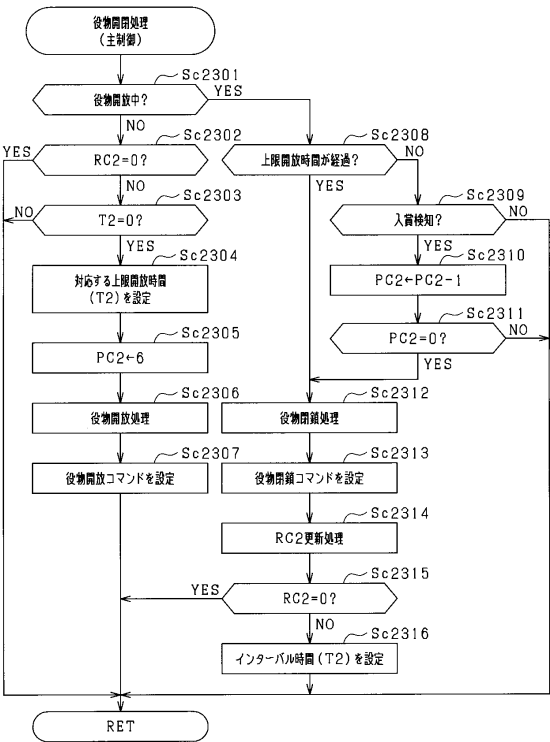 役物開閉処理
(主制御)
Sc2301
役物開放中?
YES
NO
Sc2302
YES
RC2=0?
NO
Sc2303
NO
T2=0?
YES
Sc2304
対応する上限開放時間
(T2)を設定
Sc2305
PC2←6
Sc2306
役物開放処理
Sc2307
役物開放コマンドを設定
Sc2308
上限開放時間が経過?
NO
YES
Sc2309
入賞検知?
NO
YES
Sc2310
PC2←PC2-1
Sc2311
PC2=0?
NO
YES
Sc2312
役物閉鎖処理
Sc2313
役物閉鎖コマンドを設定
Sc2314
RC2更新処理
Sc2315
YES
RC2=0?
NO
Sc2316
インターバル時間(T2)を設定
RET